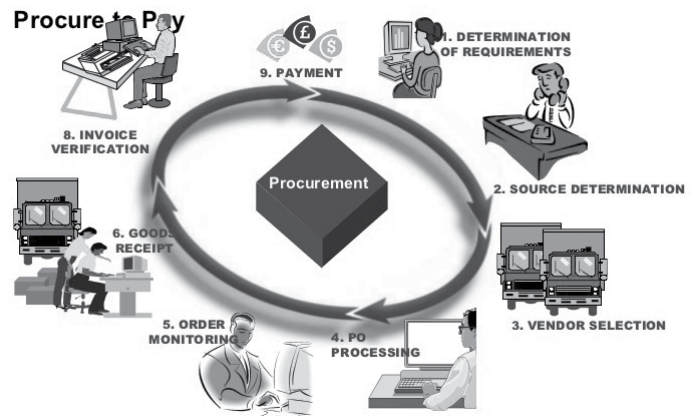 Procure to Pay
€
£
$
9. PAYMENT
1. DETERMINATION
OF REQUIREMENTS
8. INVOICE
VERIFICATION
Procurement
2. SOURCE DETERMINATION
6. GOODS
RECEIPT
3. VENDOR SELECTION
5. ORDER
MONITORING
4. PO
PROCESSING